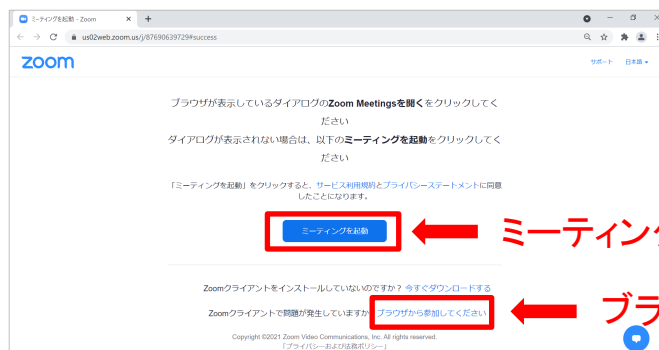 ミーティングを起動 - Zoom
us02web.zoom.us/j/87690639729#success
zoom
サポート 日本語
ブラウザが表示しているダイアログのZoom Meetingsを開くをクリックしてく
ださい
ダイアログが表示されない場合は、以下のミーティングを起動をクリックしてく
ださい
「ミーティングを起動」をクリックすると、サービス利用規約とプライバシーステートメントに同意
したことになります。
ミーティングを起動
ミーティング
Zoomクライアントをインストールしていないのですか？ 今すぐダウンロードする
Zoomクライアントで問題が発生していますか ブラウザから参加してください
ブラ
Copyright ©2021 Zoom Video Communications, Inc. All rights reserved.
「プライバシーおよび法務ポリシー」